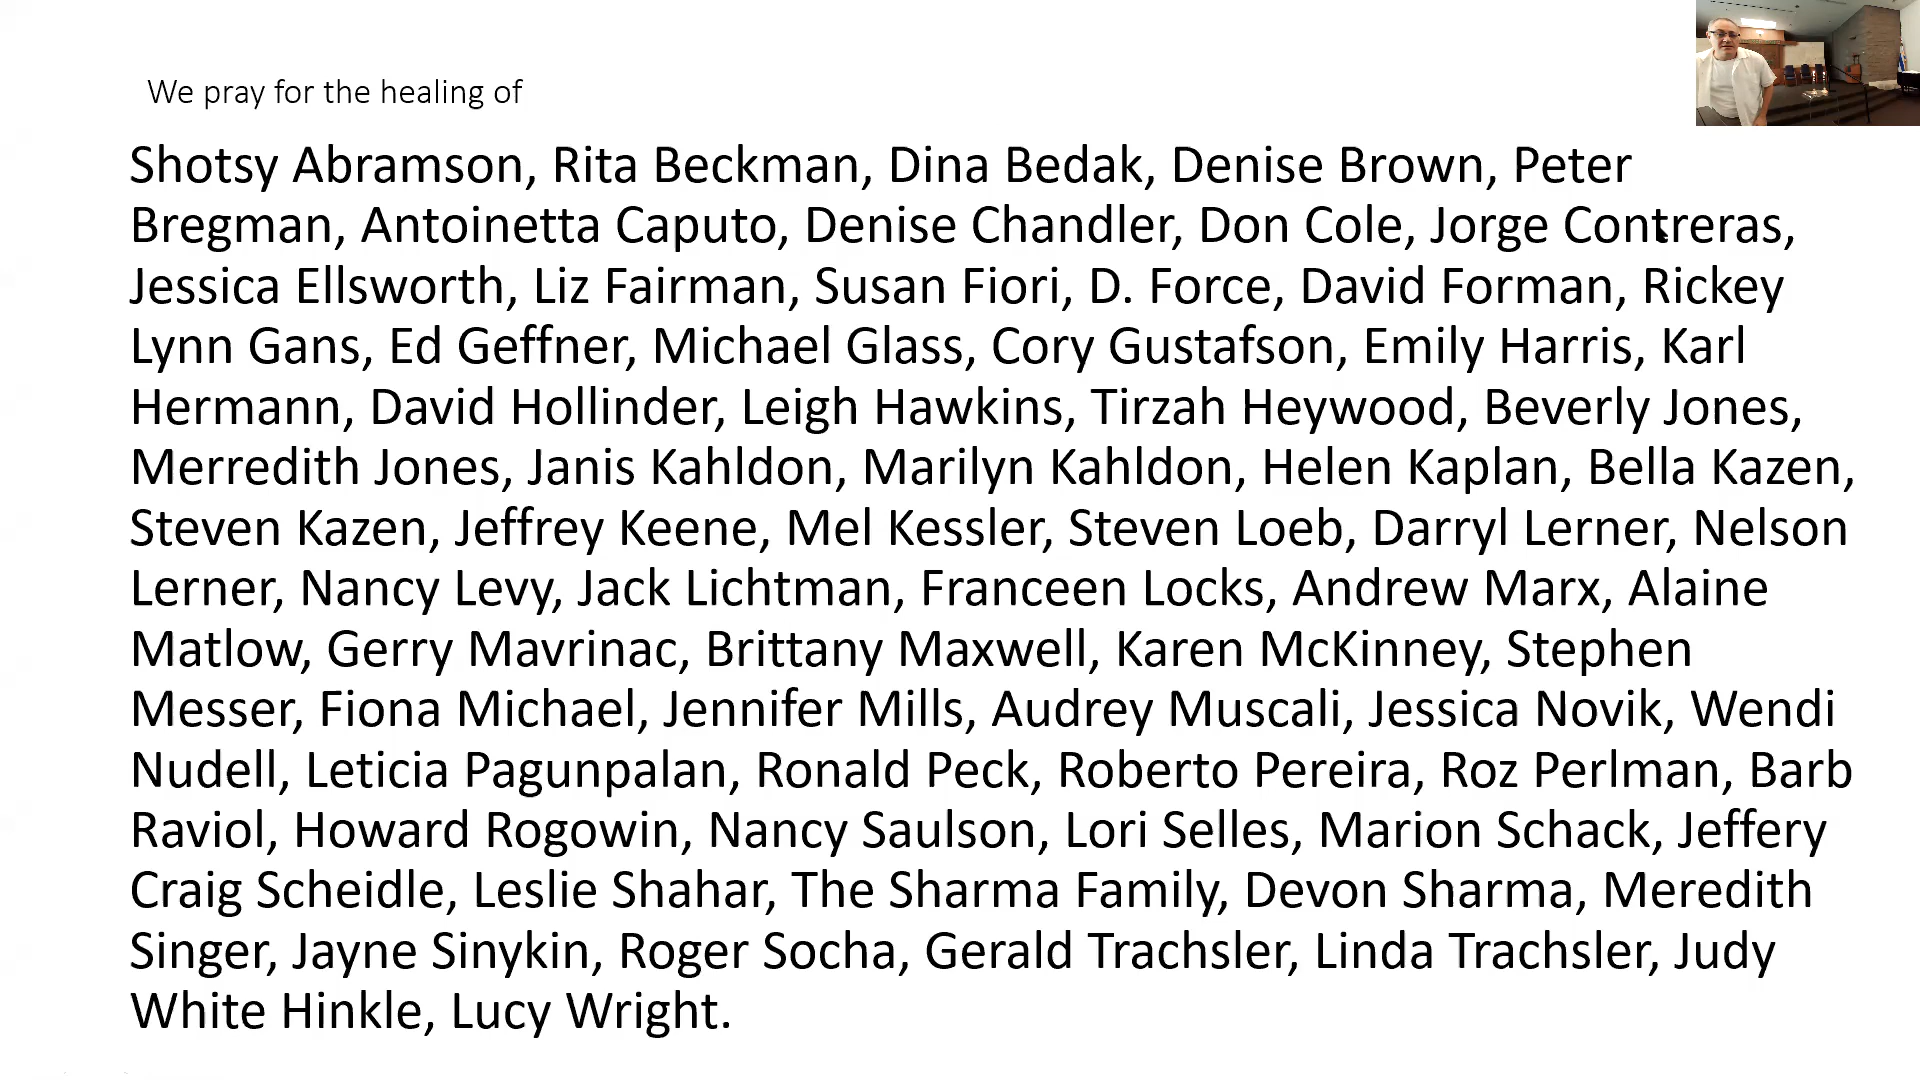 We pray for the healing of
Shotsy Abramson, Rita Beckman, Dina Bedak, Denise Brown, Peter
Bregman, Antoinetta Caputo, Denise Chandler, Don Cole, Jorge Contreras,
Jessica Ellsworth, Liz Fairman, Susan Fiori, D. Force, David Forman, Rickey
Lynn Gans, Ed Geffner, Michael Glass, Cory Gustafson, Emily Harris, Karl
Hermann, David Hollinder, Leigh Hawkins, Tirzah Heywood, Beverly Jones,
Merredith Jones, Janis Kahldon, Marilyn Kahldon, Helen Kaplan, Bella Kazen,
Steven Kazen, Jeffrey Keene, Mel Kessler, Steven Loeb, Darryl Lerner, Nelson
Lerner, Nancy Levy, Jack Lichtman, Franceen Locks, Andrew Marx, Alaine
Matlow, Gerry Mavrinac, Brittany Maxwell, Karen McKinney, Stephen
Messer, Fiona Michael, Jennifer Mills, Audrey Muscali, Jessica Novik, Wendi
Nudell, Leticia Pagunpalan, Ronald Peck, Roberto Pereira, Roz Perlman, Barb
Raviol, Howard Rogowin, Nancy Saulson, Lori Selles, Marion Schack, Jeffery
Craig Scheidle, Leslie Shahar, The Sharma Family, Devon Sharma, Meredith
Singer, Jayne Sinykin, Roger Socha, Gerald Trachsler, Linda Trachsler, Judy
White Hinkle, Lucy Wright.